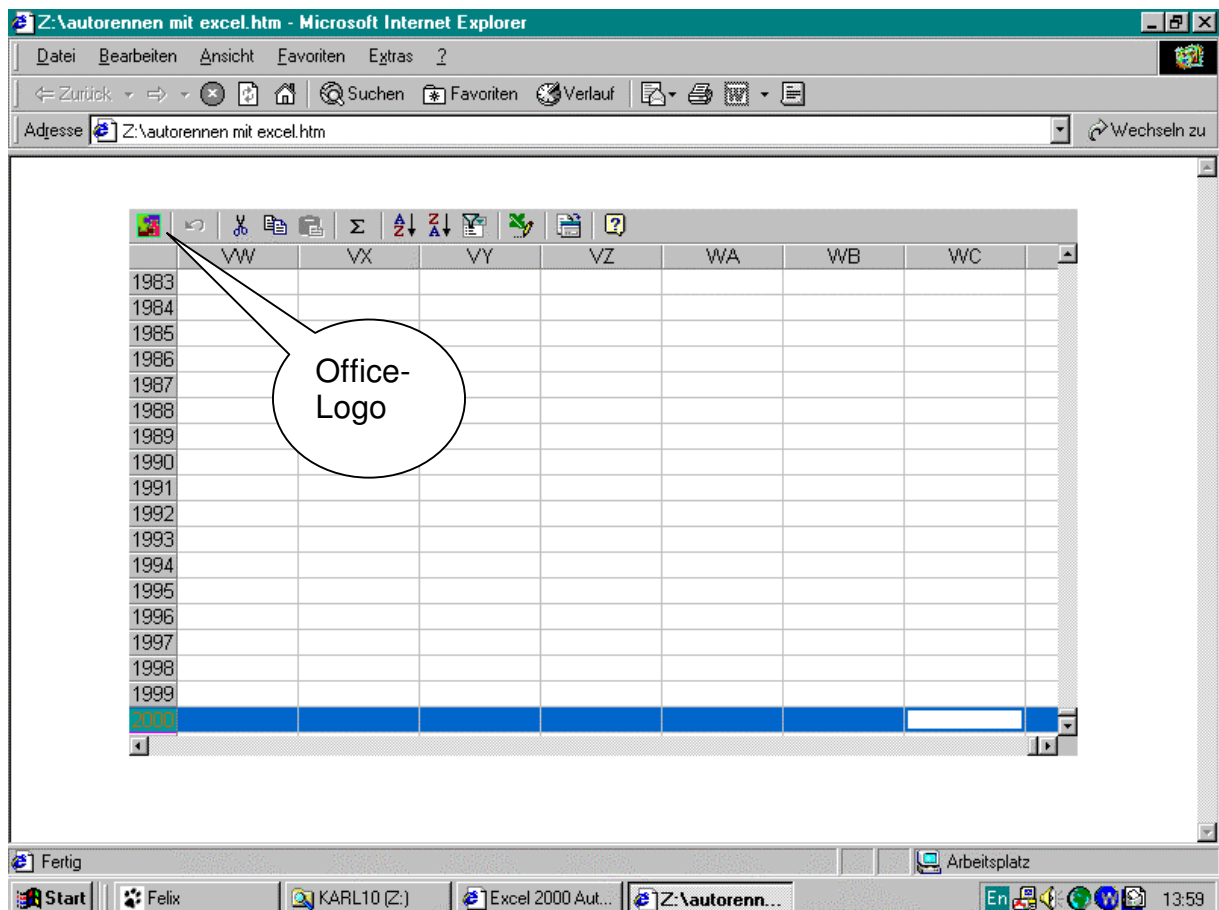 Z:\autorennen mit excel.htm - Microsoft Internet Explorer
Datei Bearbeiten Ansicht Favoriten Extras ?
Zurück Suchen Favoriten Verlauf
Adresse Z:\autorennen mit excel.htm Wechseln zu
VW VX VY VZ WA WB WC
1983
1984
1985
1986
1987
1988
1989
1990
1991
1992
1993
1994
1995
1996
1997
1998
1999
2000
Office-
Logo
Fertig Arbeitsplatz
Start Felix KARL10 (Z:) Excel 2000 Aut... Z:\autorenn... En 13:59